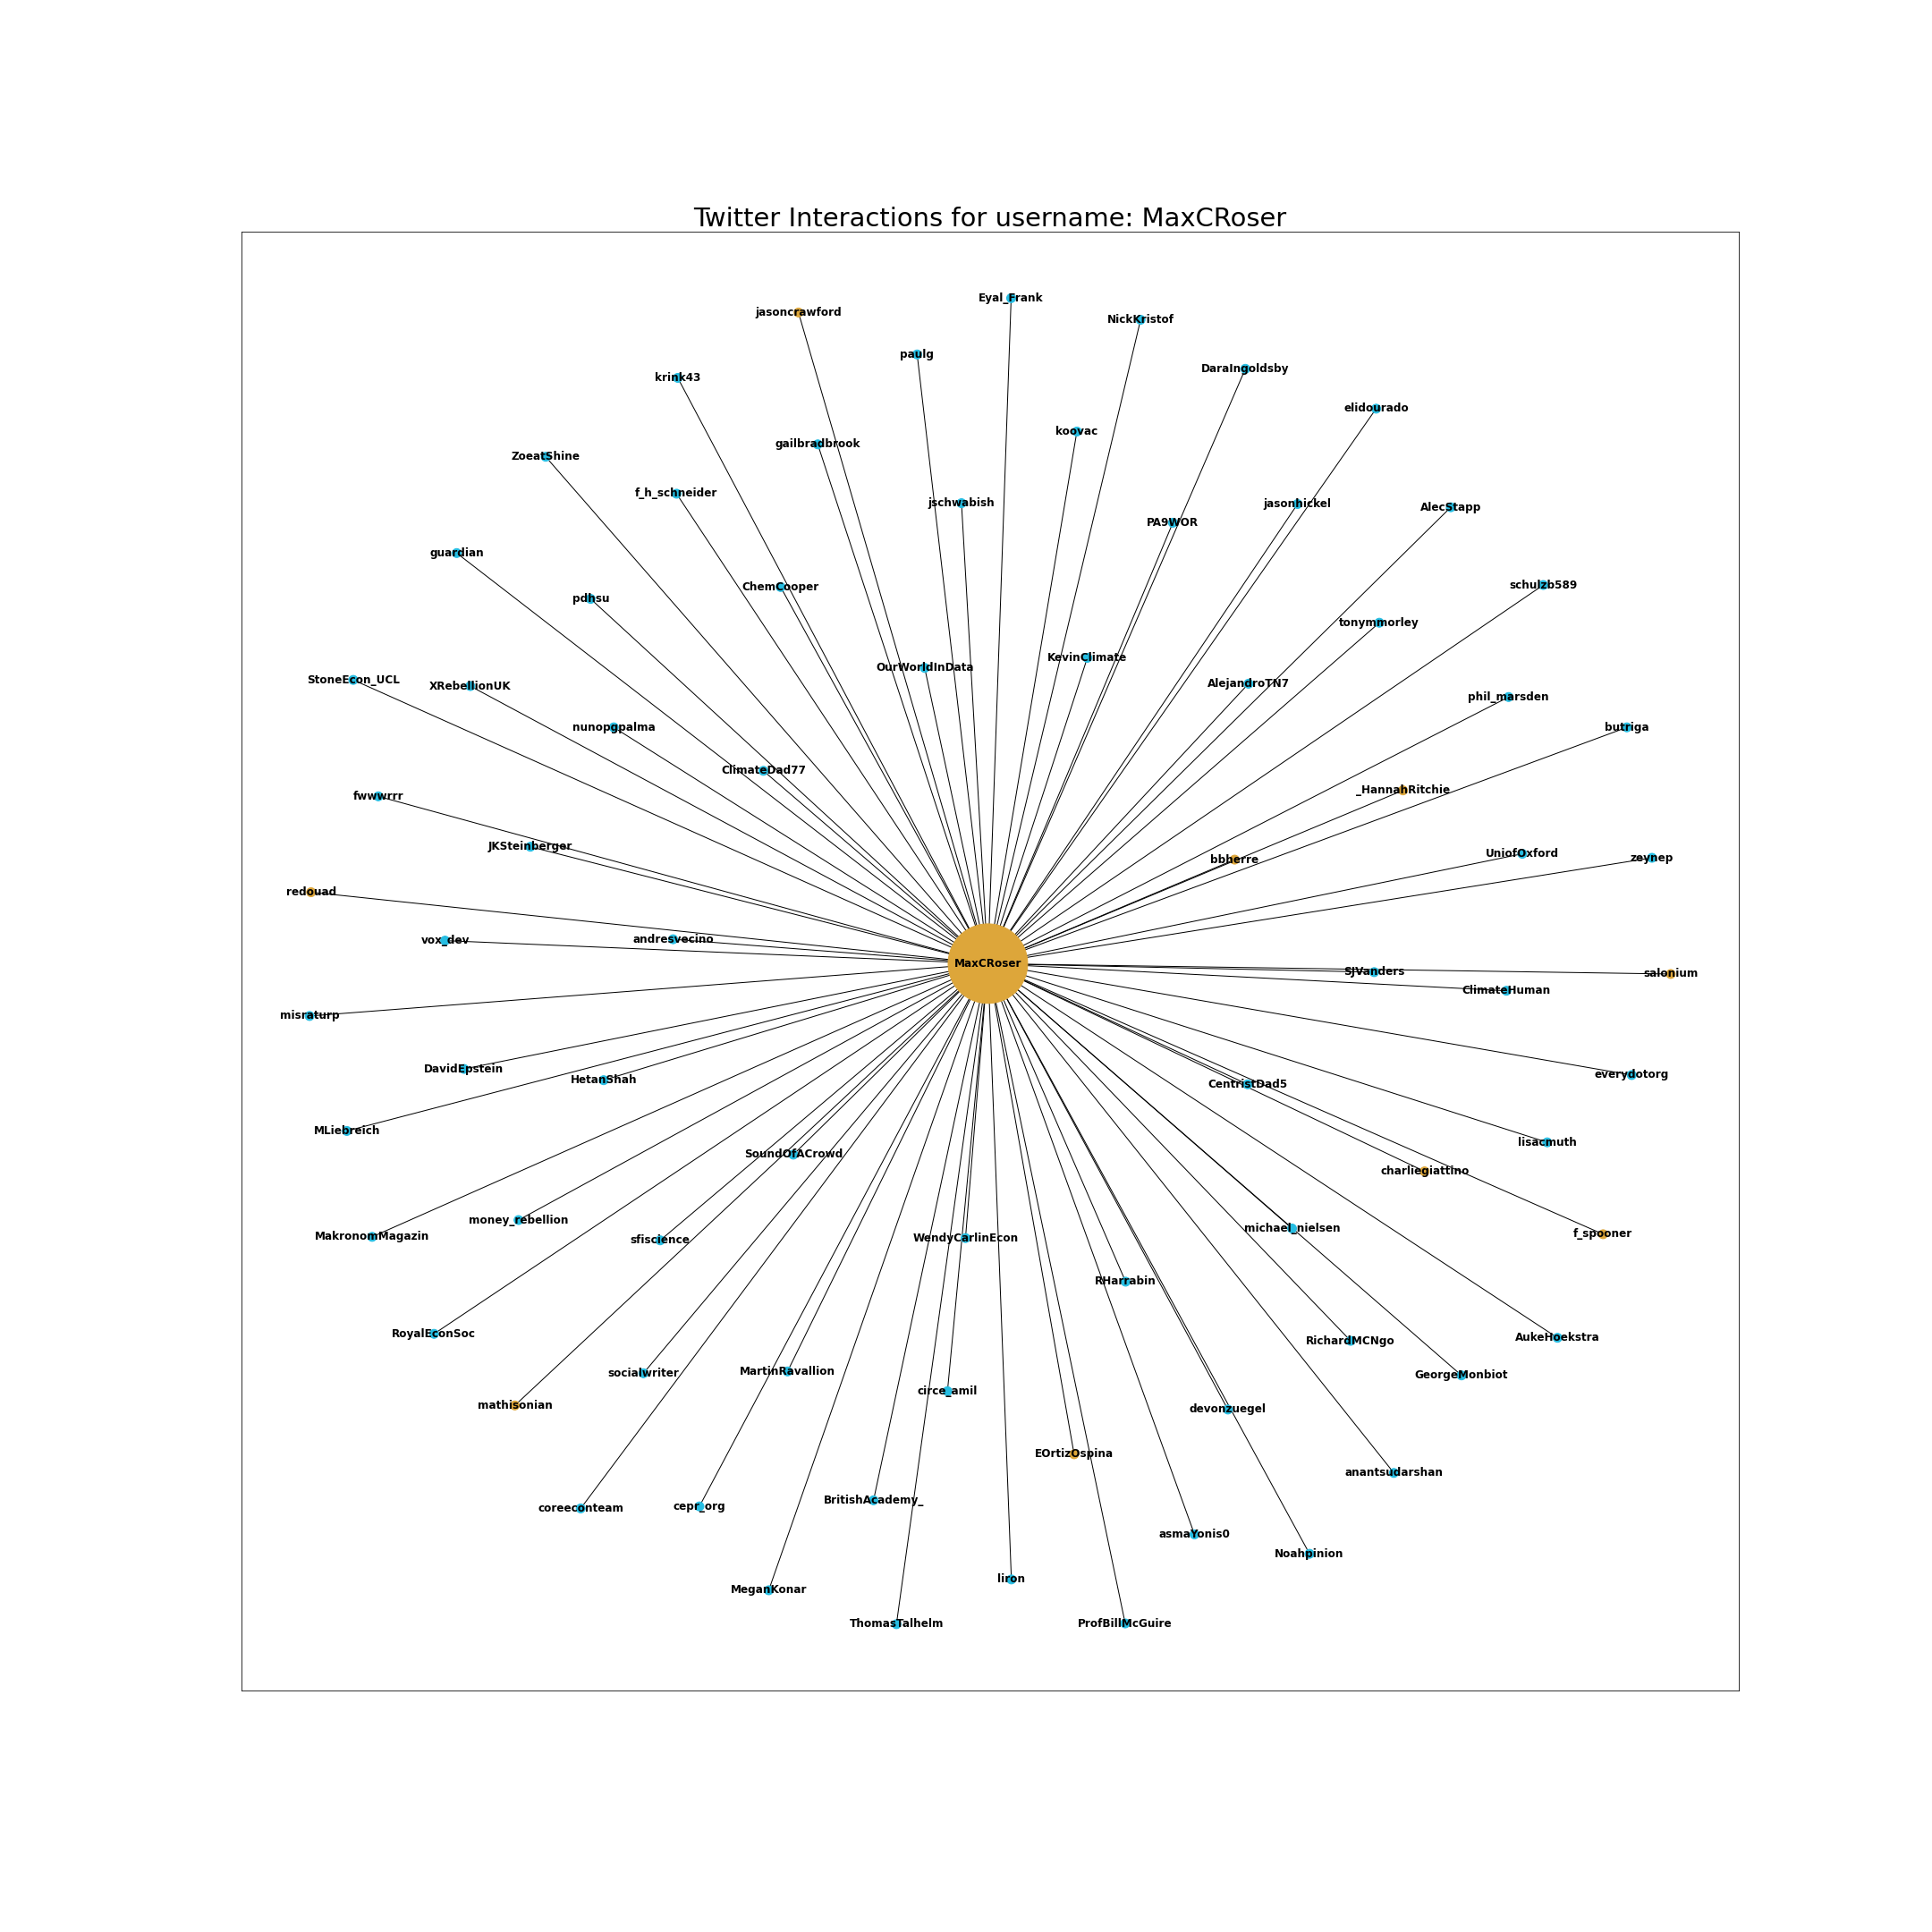 Twitter Interactions for username: MaxCRoser
Eyal_Frank
jasoncrawford
NickKristof
paulg
DaraIngoldsby
krink43
elidourado
koovac
gailbradbrook
ZoeatShine
f_h_schneider
jschwabish
jasonhickel
AlecStapp
PA9WOR
guardian
schulzb589
ChemCooper
pdhsu
tonymmorley
KevinClimate
OurWorldInData
StoneEcon_UCL
AlejandroTN7
XRebellionUK
phil_marsden
nunopgpalma
butriga
ClimateDad77
_HannahRitchie
fwwwrrr
JKSteinberger
UniofOxford
zeynep
bbherre
redouad
andresvecino
vox_dev
MaxCRoser
SJVanders
salonium
ClimateHuman
misraturp
DavidEpstein
everydotorg
HetanShah
CentristDad5
MLiebreich
lisacmuth
SoundOfACrowd
charliegiattino
money_rebellion
michael_nielsen
f_spooner
MakronomMagazin
WendyCarlinEcon
sfiscience
RHarrabin
RoyalEconSoc
AukeHoekstra
RichardMCNgo
MartinRavallion
socialwriter
GeorgeMonbiot
circe_amil
mathisonian
devonzuegel
EOrtizOspina
anantsudarshan
BritishAcademy_
cepr_org
coreeconteam
asmaYonis0
Noahpinion
liron
MeganKonar
ThomasTalhelm
ProfBillMcGuire